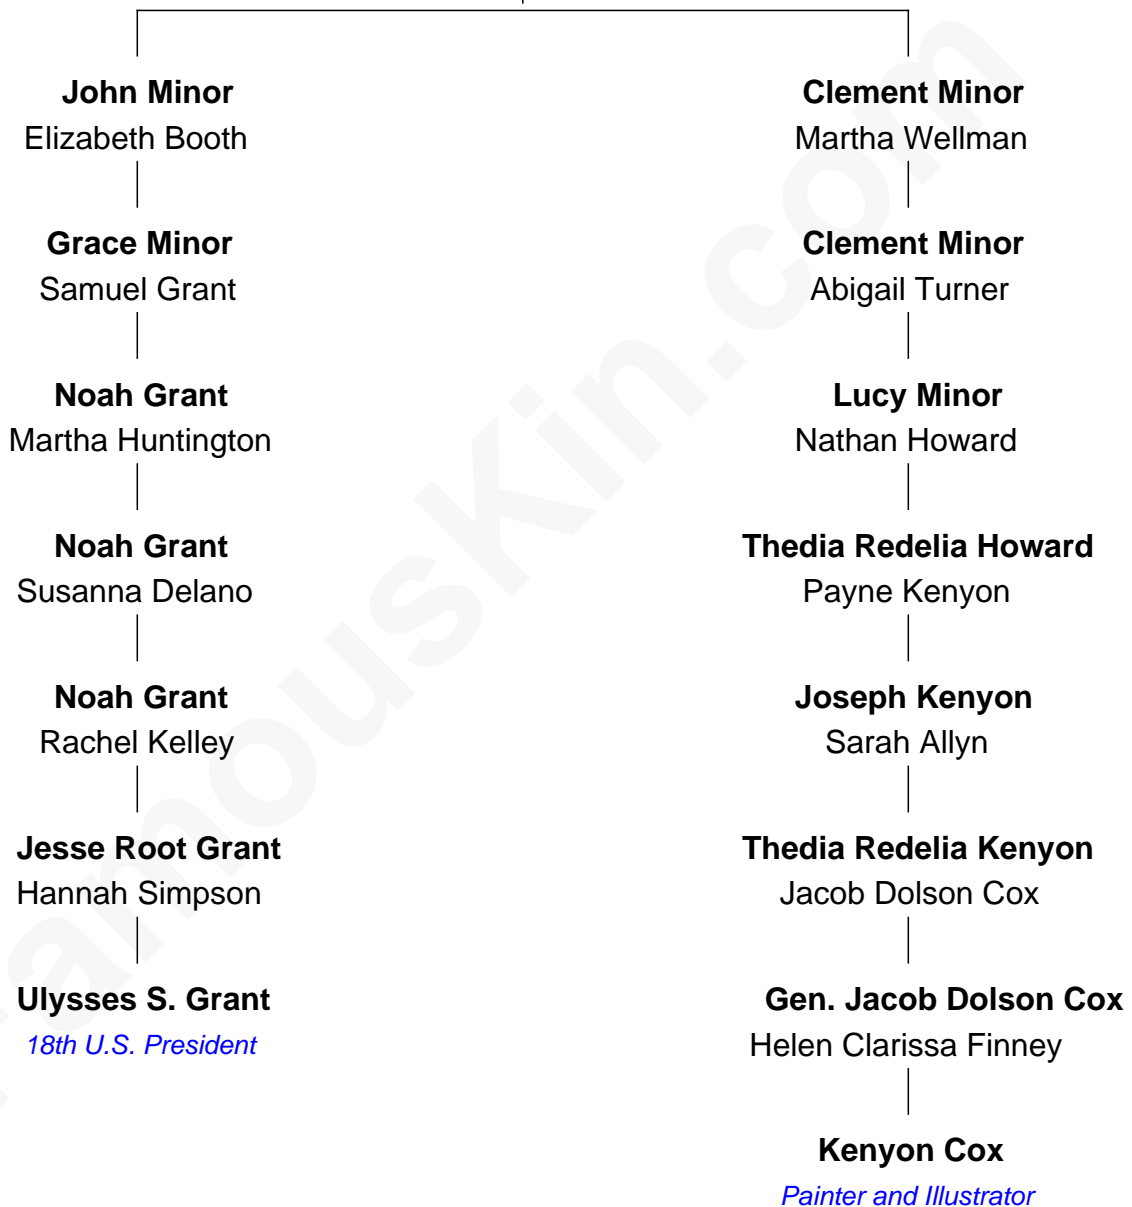 John Minor
Elizabeth Booth
Grace Minor
Samuel Grant
Noah Grant
Martha Huntington
Noah Grant
Susanna Delano
Noah Grant
Rachel Kelley
Jesse Root Grant
Hannah Simpson
Ulysses S. Grant
18th U.S. President
Clement Minor
Martha Wellman
Clement Minor
Abigail Turner
Lucy Minor
Nathan Howard
Thedia Redelia Howard
Payne Kenyon
Joseph Kenyon
Sarah Allyn
Thedia Redelia Kenyon
Jacob Dolson Cox
Gen. Jacob Dolson Cox
Helen Clarissa Finney
Kenyon Cox
Painter and Illustrator
FamousKin.com